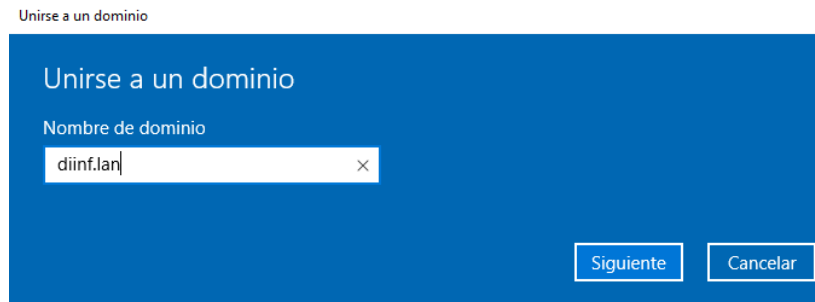 Unirse a un dominio
Unirse a un dominio
Nombre de dominio
diinf.lan
Siguiente Cancelar